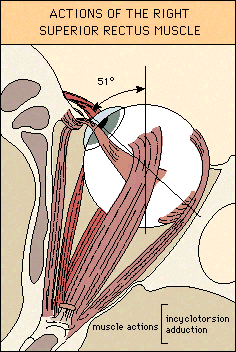 ACTIONS OF THE RIGHT
SUPERIOR RECTUS MUSCLE
51°
muscle actions
incyclotorsion
adduction